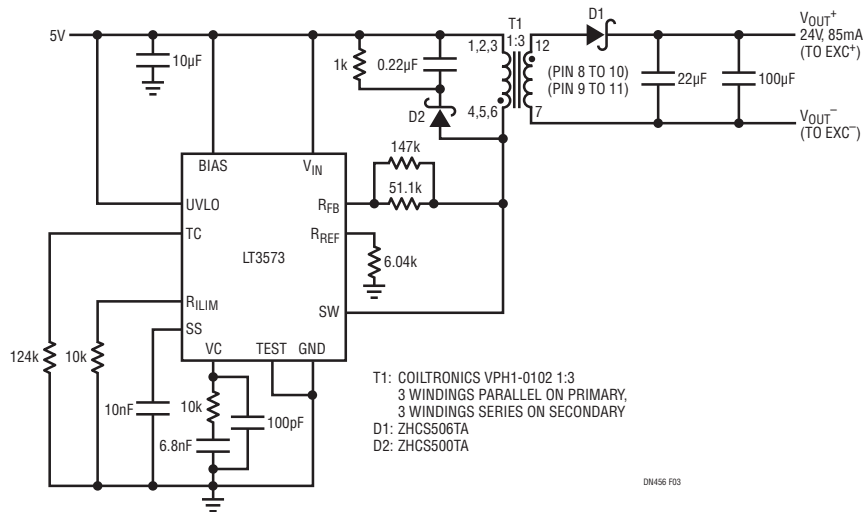 T1
1:3
D1
VOUT+
24V, 85mA
(TO EXC+)
5V
10µF
1k
0.22µF
1,2,3
12
(PIN 8 TO 10)
(PIN 9 TO 11)
22µF
100µF
4,5,6
7
D2
VOUT−
(TO EXC−)
147k
51.1k
BIAS
VIN
UVLO
RFB
TC
RREF
LT3573
6.04k
RILIM
SW
SS
VC
TEST
GND
124k
10k
10nF
10k
100pF
6.8nF
T1: COILTRONICS VPH1-0102 1:3
3 WINDINGS PARALLEL ON PRIMARY,
3 WINDINGS SERIES ON SECONDARY
D1: ZHCS506TA
D2: ZHCS500TA
DN456 F03